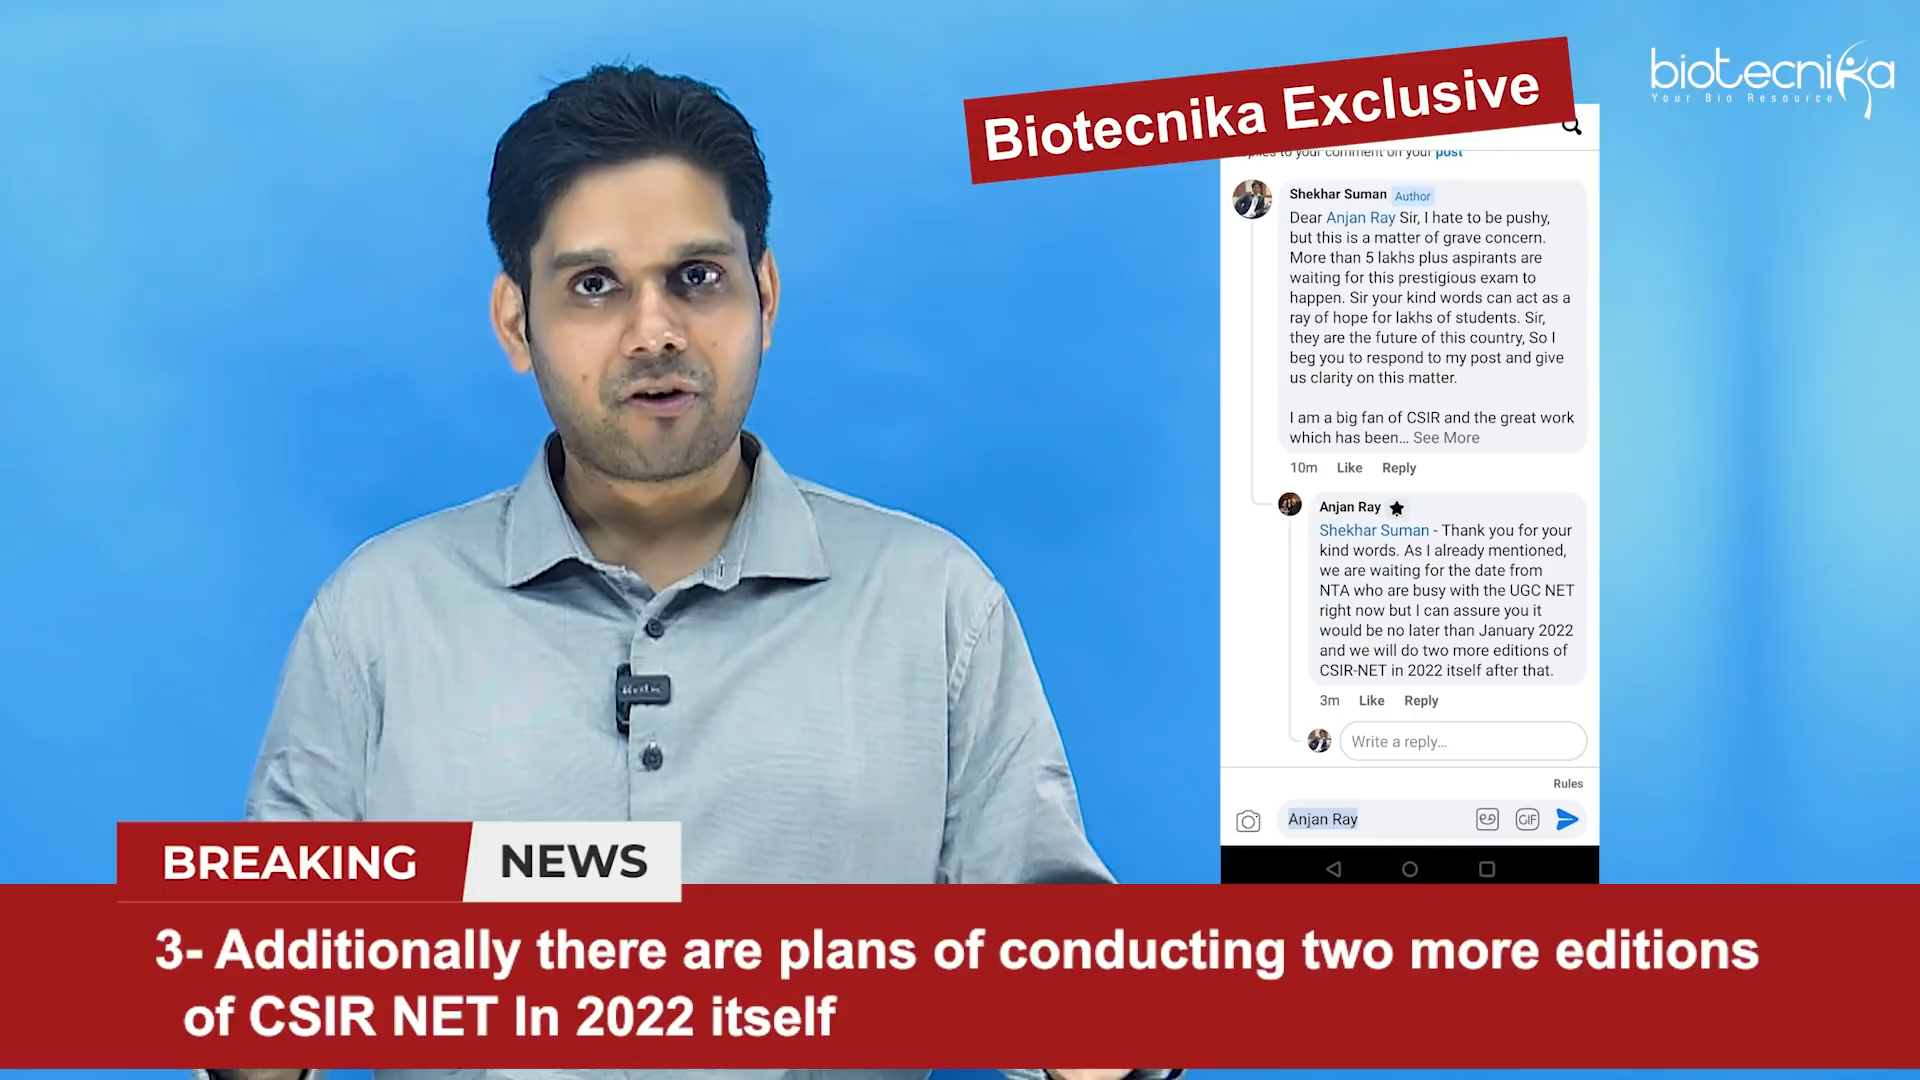 biotecnika
Your Bio Resource
Biotecnika Exclusive
replies to your comment on your post
Shekhar Suman Author
Dear Anjan Ray Sir, I hate to be pushy,
but this is a matter of grave concern.
More than 5 lakhs plus aspirants are
waiting for this prestigious exam to
happen. Sir your kind words can act as a
ray of hope for lakhs of students. Sir,
they are the future of this country, So I
beg you to respond to my post and give
us clarity on this matter.
I am a big fan of CSIR and the great work
which has been... See More
10m Like Reply
Anjan Ray
Shekhar Suman - Thank you for your
kind words. As I already mentioned,
we are waiting for the date from
NTA who are busy with the UGC NET
right now but I can assure you it
would be no later than January 2022
and we will do two more editions of
CSIR-NET in 2022 itself after that.
3m Like Reply
Write a reply...
Rules
Anjan Ray
GIF
BREAKING NEWS
3- Additionally there are plans of conducting two more editions
of CSIR NET In 2022 itself